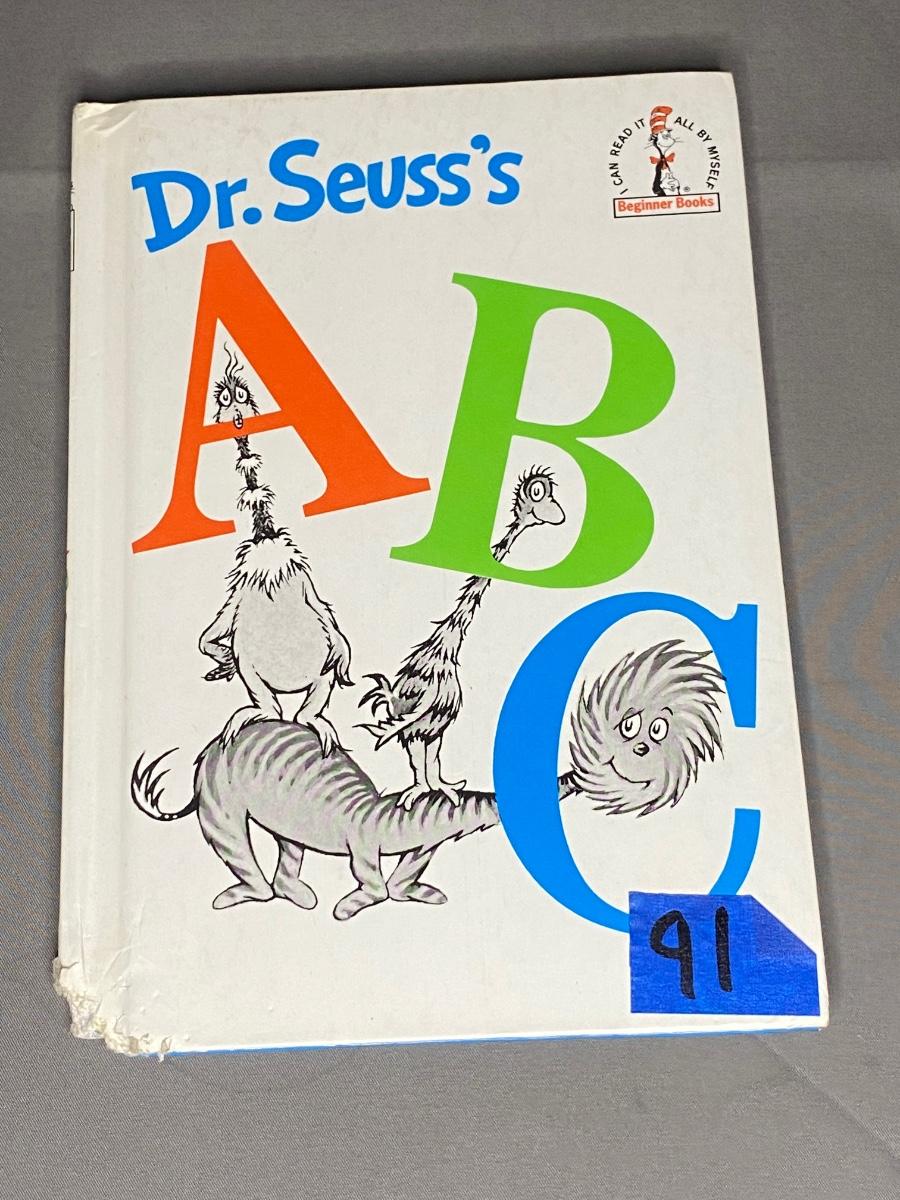 Dr. Seuss's
I CAN READ IT ALL BY MYSELF
®
Beginner Books
A
B
C
91